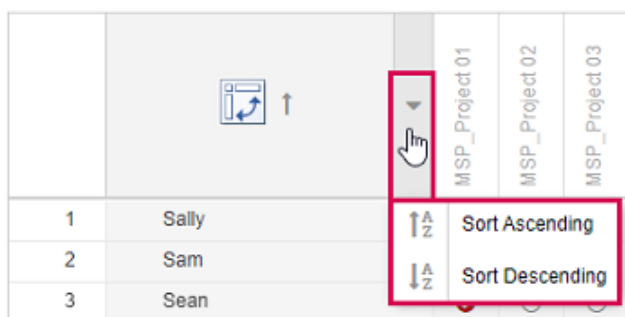 MSP_Project 01
MSP_Project 02
MSP_Project 03
1 Sally
A
Z Sort Ascending
2 Sam
A
Z Sort Descending
3 Sean